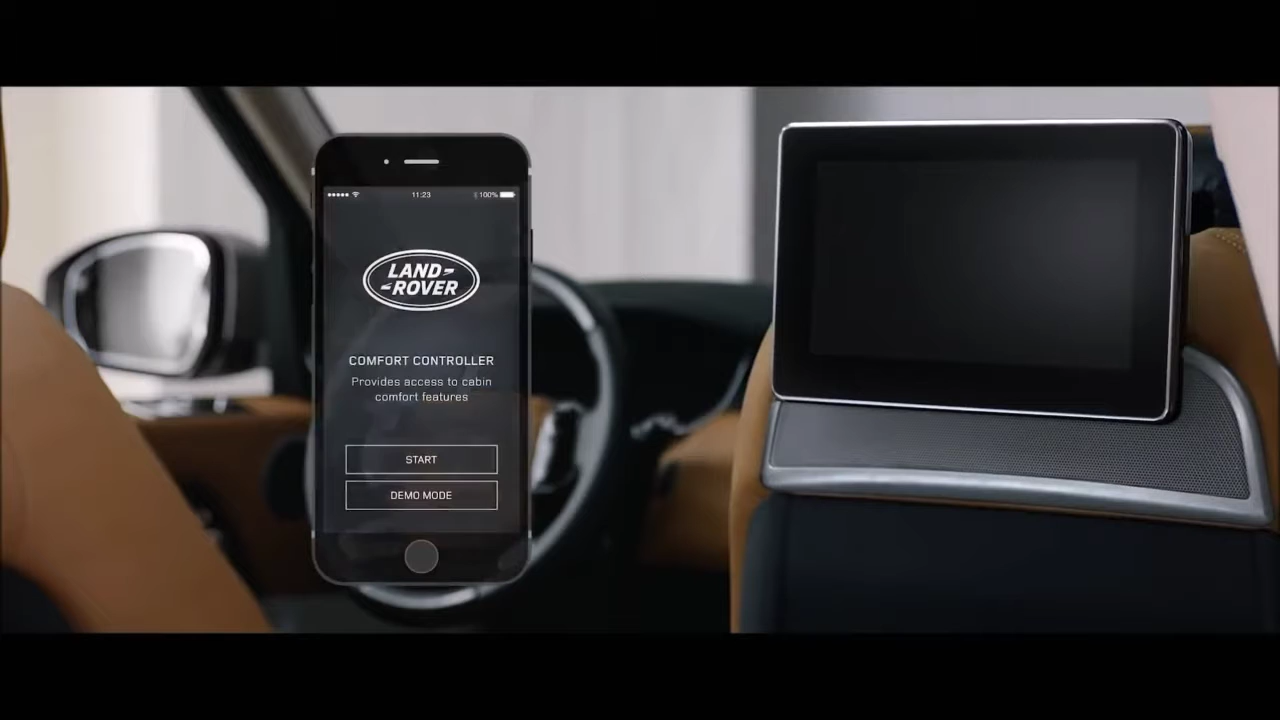 11:23
100%
LAND
ROVER
COMFORT CONTROLLER
Provides access to cabin
comfort features
START
DEMO MODE